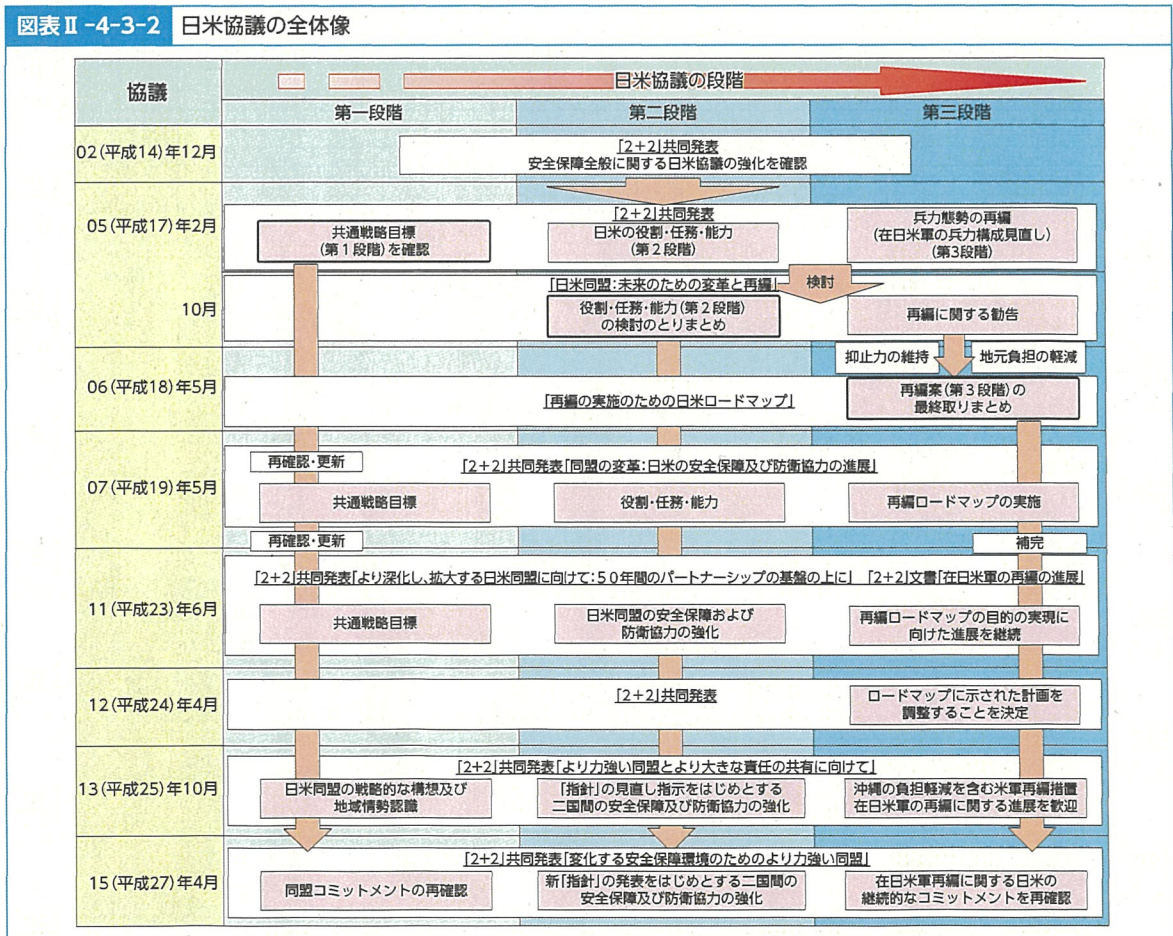 図表Ⅱ-4-3-2 日米協議の全体像
協議
日米協議の段階
第一段階 第二段階 第三段階
02(平成14)年12月
「2+2」共同発表
安全保障全般に関する日米協議の強化を確認
05(平成17)年2月
「2+2」共同発表
共通戦略目標
(第1段階)を確認
日米の役割・任務・能力
(第2段階)
兵力態勢の再編
(在日米軍の兵力構成見直し)
(第3段階)
検討
10月
「日米同盟:未来のための変革と再編」
役割・任務・能力(第2段階)
の検討のとりまとめ
再編に関する勧告
抑止力の維持 地元負担の軽減
06(平成18)年5月
「再編の実施のための日米ロードマップ」
再編案(第3段階)の
最終取りまとめ
07(平成19)年5月
再確認・更新
「2+2」共同発表「同盟の変革:日米の安全保障及び防衛協力の進展」
共通戦略目標
役割・任務・能力
再編ロードマップの実施
再確認・更新
補完
11(平成23)年6月
「2+2」共同発表「より深化し、拡大する日米同盟に向けて:50年間のパートナーシップの基盤の上に」 「2+2」文書「在日米軍の再編の進展」
共通戦略目標
日米同盟の安全保障および
防衛協力の強化
再編ロードマップの目的の実現に
向けた進展を継続
12(平成24)年4月
「2+2」共同発表
ロードマップに示された計画を
調整することを決定
13(平成25)年10月
「2+2」共同発表「より力強い同盟とより大きな責任の共有に向けて」
日米同盟の戦略的な構想及び
地域情勢認識
「指針」の見直し指示をはじめとする
二国間の安全保障及び防衛協力の強化
沖縄の負担軽減を含む米軍再編措置
在日米軍の再編に関する進展を歓迎
15(平成27)年4月
「2+2」共同発表「変化する安全保障環境のためのより力強い同盟」
同盟コミットメントの再確認
新「指針」の発表をはじめとする二国間の
安全保障及び防衛協力の強化
在日米軍再編に関する日米の
継続的なコミットメントを再確認